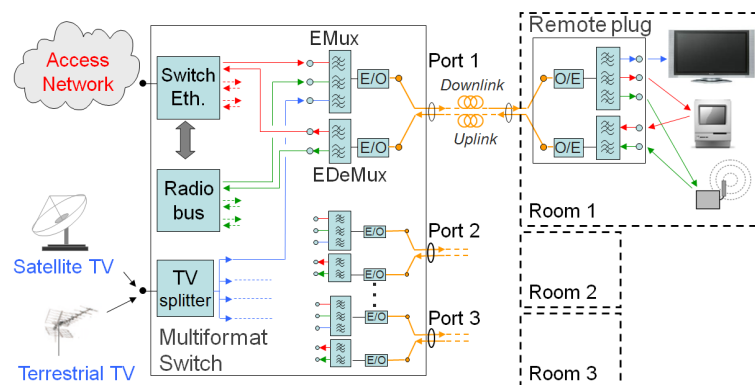 Access
Network
Switch
Eth.
EMux
E/O
E/O
EDeMux
Radio
bus
TV
splitter
Satellite TV
Terrestrial TV
Multiformat
Switch
Port 1
Downlink
Uplink
Port 2
E/O
E/O
Port 3
E/O
E/O
Remote plug
O/E
O/E
Room 1
Room 2
Room 3